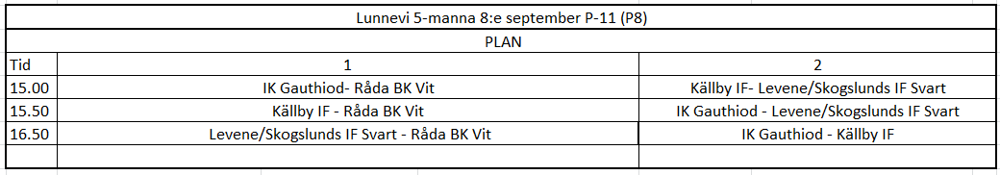 Lunnevi 5-manna 8:e september P-11 (P8)
PLAN
Tid 1 2
15.00 IK Gauthiod- Råda BK Vit Källby IF- Levene/Skogslunds IF Svart
15.50 Källby IF - Råda BK Vit IK Gauthiod - Levene/Skogslunds IF Svart
16.50 Levene/Skogslunds IF Svart - Råda BK Vit IK Gauthiod - Källby IF